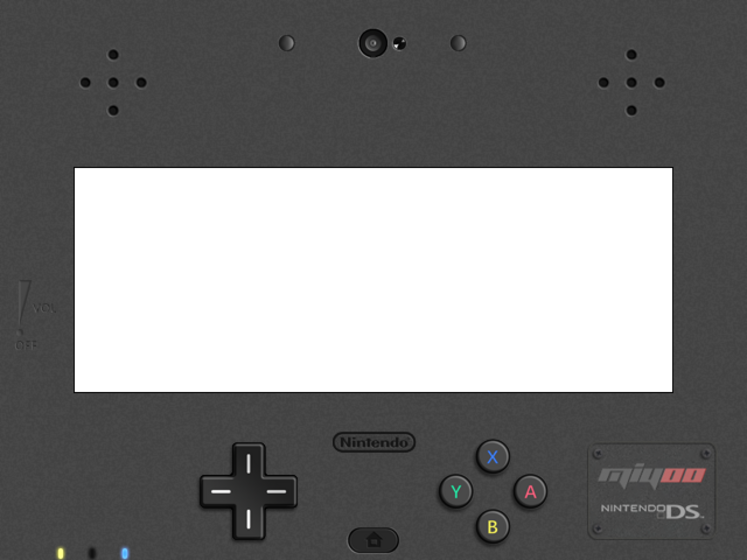 VOL
OFF
Nintendo
X
Y
A
B
miyoo
NINTENDO DS